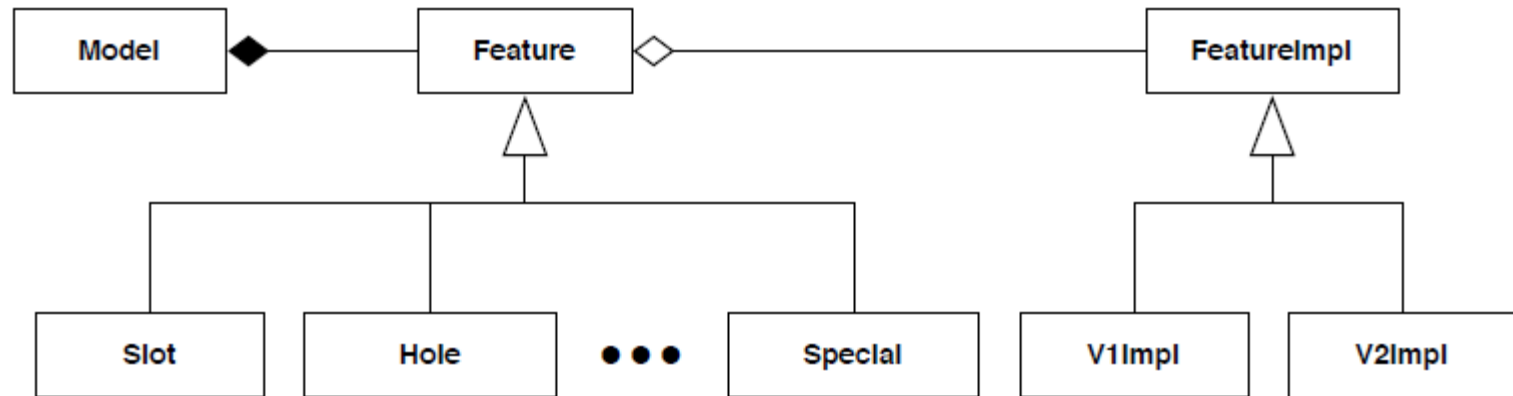 Model
Feature
FeatureImpl
Slot
Hole
Special
V1Impl
V2Impl